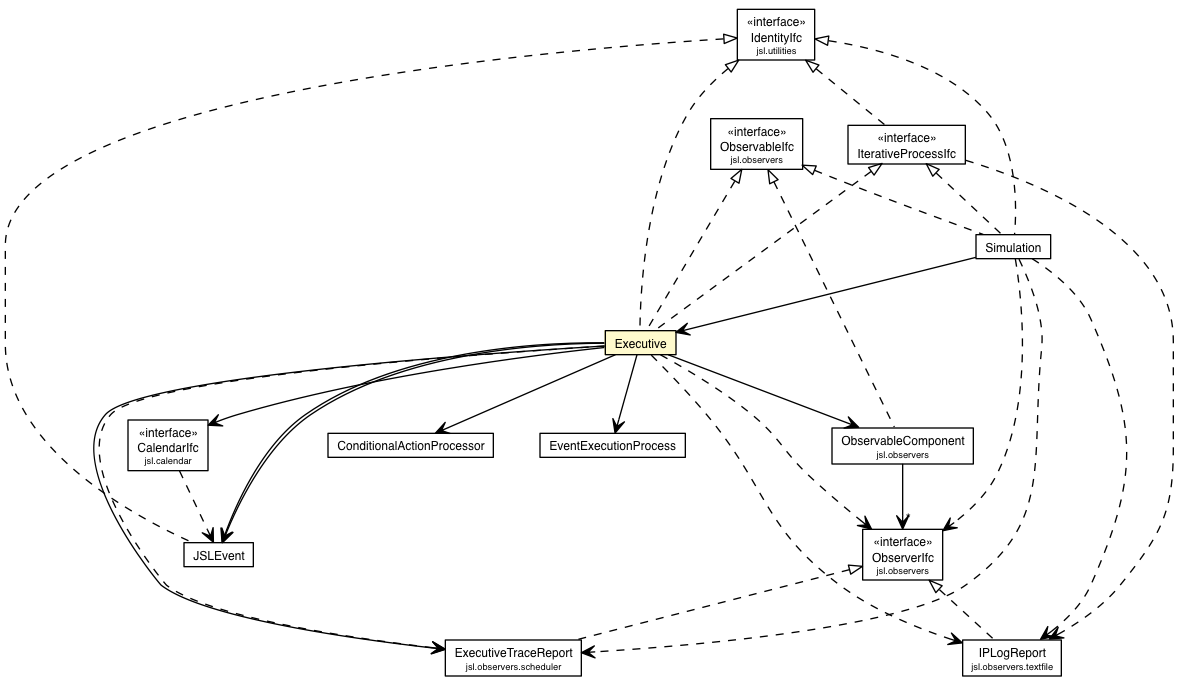 «interface»
IdentityIfc
jsl.utilities
«interface»
ObservableIfc
jsl.observers
«interface»
IterativeProcessIfc
Simulation
Executive
«interface»
CalendarIfc
jsl.calendar
ConditionalActionProcessor
EventExecutionProcess
ObservableComponent
jsl.observers
JSLEvent
«interface»
ObserverIfc
jsl.observers
ExecutiveTraceReport
jsl.observers.scheduler
IPLogReport
jsl.observers.textfile